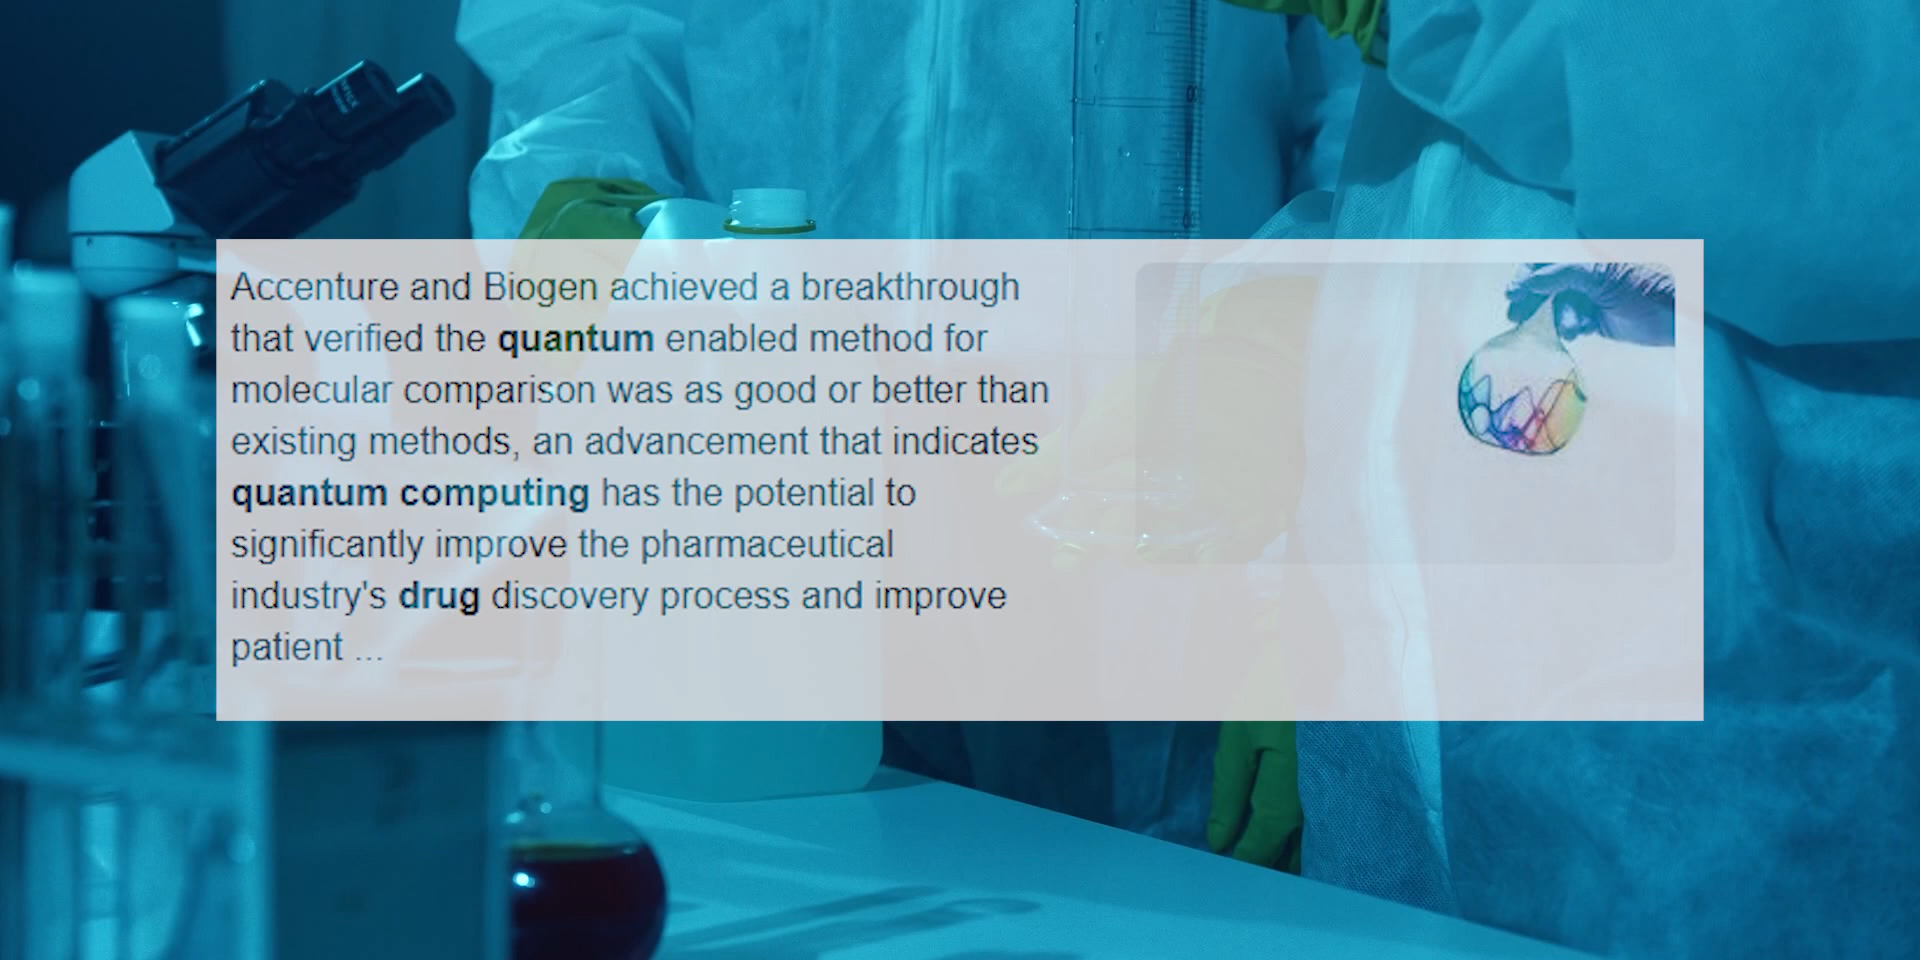 Accenture and Biogen achieved a breakthrough
that verified the quantum enabled method for
molecular comparison was as good or better than
existing methods, an advancement that indicates
quantum computing has the potential to
significantly improve the pharmaceutical
industry's drug discovery process and improve
patient ...